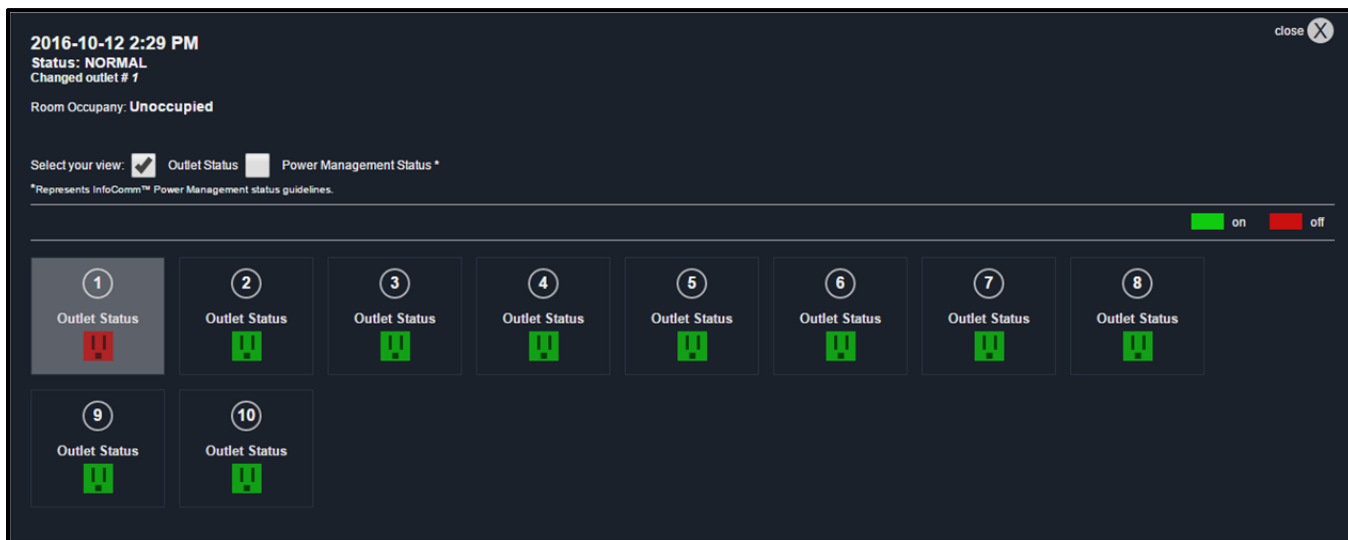 close X
2016-10-12 2:29 PM
Status: NORMAL
Changed outlet # 1
Room Occupany: Unoccupied
Select your view: Outlet Status Power Management Status *
*Represents InfoComm™ Power Management status guidelines.
on off
1 2 3 4 5 6 7 8
Outlet Status Outlet Status Outlet Status Outlet Status Outlet Status Outlet Status Outlet Status Outlet Status
9 10
Outlet Status Outlet Status